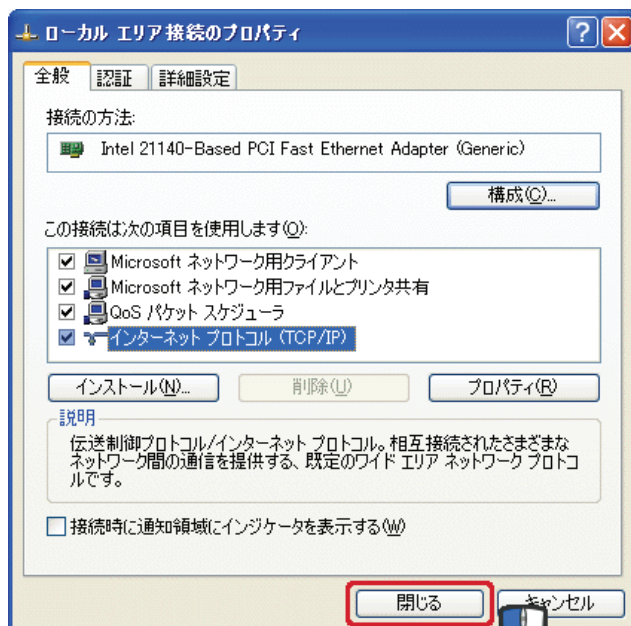 ローカル エリア接続のプロパティ
全般 認証 詳細設定
接続の方法:
Intel 21140-Based PCI Fast Ethernet Adapter (Generic)
構成(C)...
この接続は次の項目を使用します(O):
Microsoft ネットワーク用クライアント
Microsoft ネットワーク用ファイルとプリンタ共有
QoS パケット スケジューラ
インターネット プロトコル (TCP/IP)
インストール(N)... 削除(U) プロパティ(R)
説明
伝送制御プロトコル/インターネット プロトコル。相互接続されたさまざまな
ネットワーク間の通信を提供する、既定のワイド エリア ネットワーク プロトコ
ルです。
接続時に通知領域にインジケータを表示する(W)
閉じる キャンセル